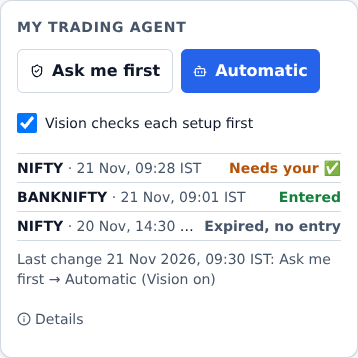 MY TRADING AGENT
Ask me first
Automatic
Vision checks each setup first
NIFTY · 21 Nov, 09:28 IST Needs your ✅
BANKNIFTY · 21 Nov, 09:01 IST Entered
NIFTY · 20 Nov, 14:30 ... Expired, no entry
Last change 21 Nov 2026, 09:30 IST: Ask me
first → Automatic (Vision on)
Details